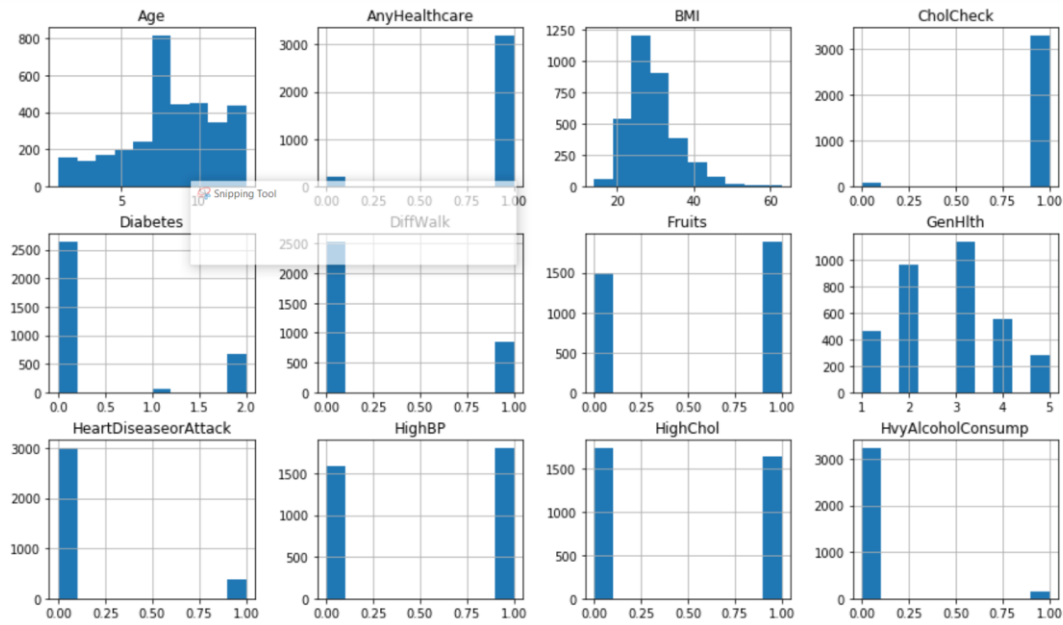 Age AnyHealthcare BMI CholCheck
800 3000 1250 3000
600 1000
400 2000 750 2000
200 1000 500 1000
250
0 0 0 0
5 10 0.00 0.25 0.50 0.75 1.00 20 40 60 0.00 0.25 0.50 0.75 1.00
Snipping Tool
Diabetes DiffWalk Fruits GenHlth
2500 2500 1500 1000
2000 2000 800
1500 1500 1000 600
1000 1000 500 400
500 500 200
0 0 0 0
0.0 0.5 1.0 1.5 2.0 0.00 0.25 0.50 0.75 1.00 0.00 0.25 0.50 0.75 1.00 1 2 3 4 5
HeartDiseaseorAttack HighBP HighChol HvyAlcoholConsump
3000 1500 1500 3000
2000 1000 1000 2000
1000 500 500 1000
0 0 0 0
0.00 0.25 0.50 0.75 1.00 0.00 0.25 0.50 0.75 1.00 0.00 0.25 0.50 0.75 1.00 0.00 0.25 0.50 0.75 1.00